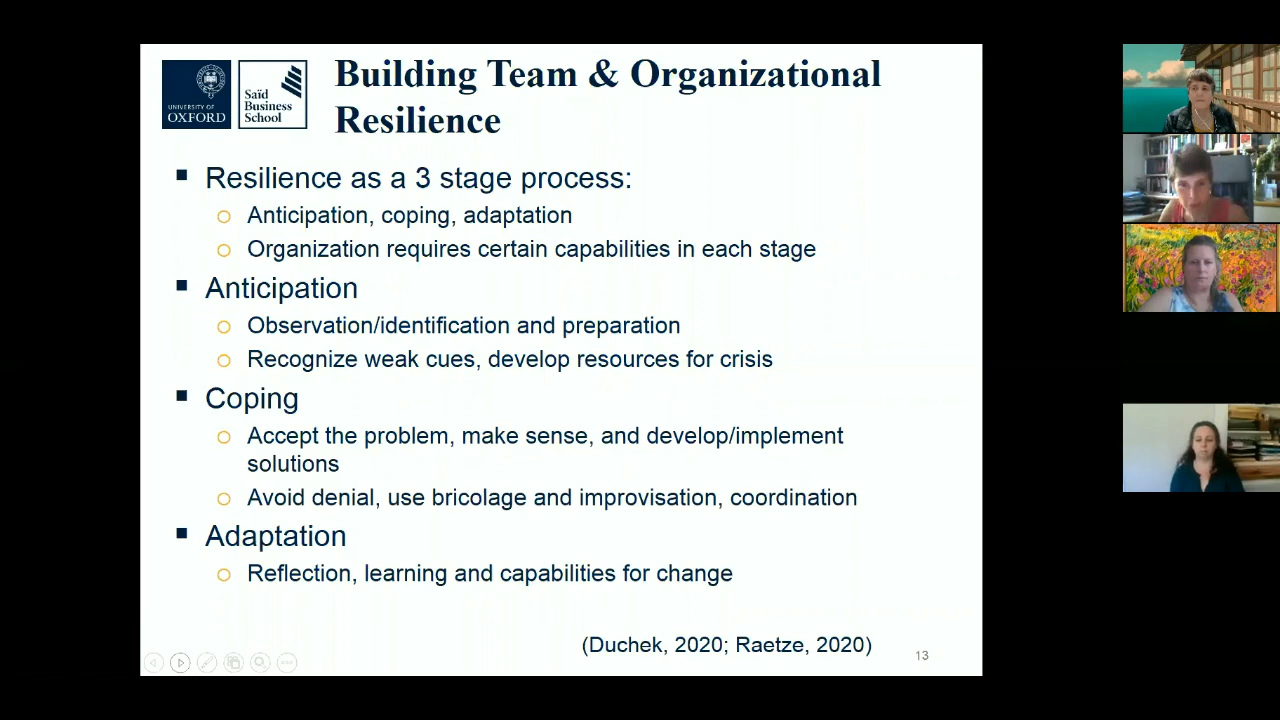 UNIVERSITY OF
OXFORD
Saïd
Business
School
Building Team & Organizational
Resilience
Resilience as a 3 stage process:
Anticipation, coping, adaptation
Organization requires certain capabilities in each stage
Anticipation
Observation/identification and preparation
Recognize weak cues, develop resources for crisis
Coping
Accept the problem, make sense, and develop/implement
solutions
Avoid denial, use bricolage and improvisation, coordination
Adaptation
Reflection, learning and capabilities for change
(Duchek, 2020; Raetze, 2020)
13